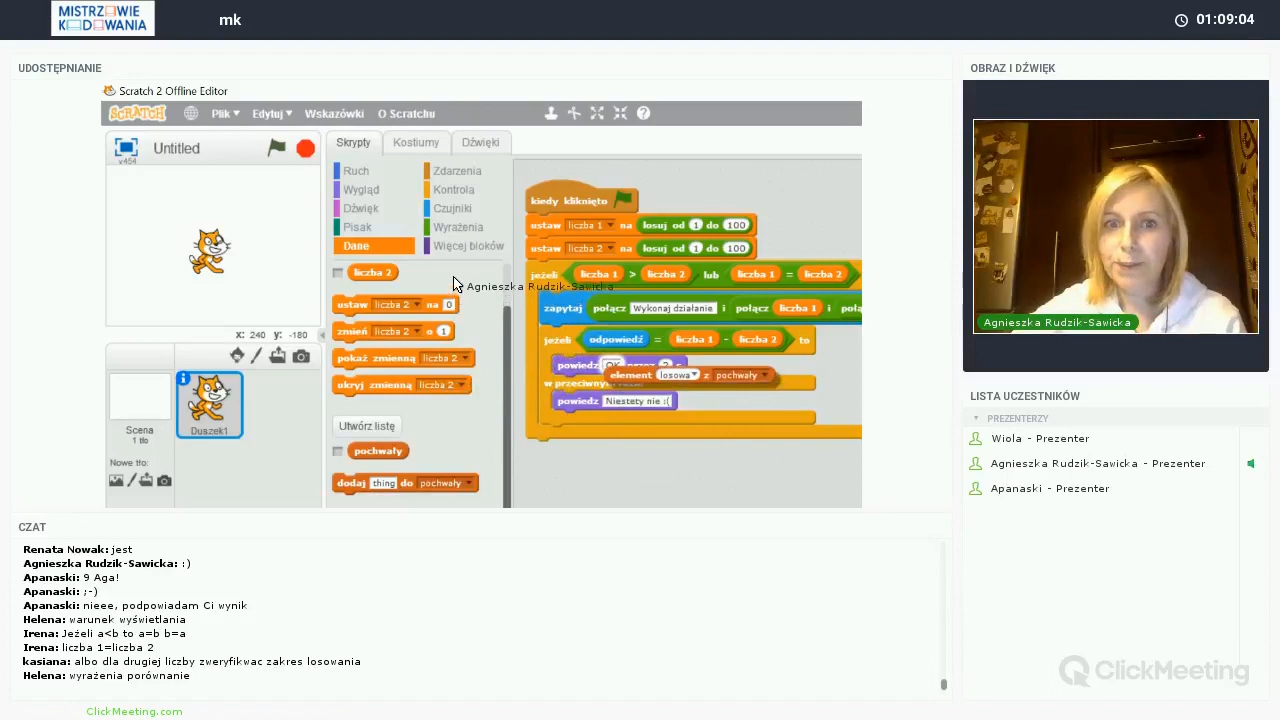 MISTRZOWIE
KODOWANIA
mk
01:09:04
UDOSTĘPNIANIE
OBRAZ I DŹWIĘK
Scratch 2 Offline Editor
SCRATCH
Plik
Edytuj
Wskazówki
O Scratchu
v454
Untitled
Skrypty
Kostiumy
Dźwięki
Ruch
Zdarzenia
Wygląd
Kontrola
Dźwięk
Czujniki
Pisak
Wyrażenia
Dane
Więcej bloków
liczba 2
ustaw liczba 2 na 0
zmień liczba 2 o 1
pokaż zmienną liczba 2
ukryj zmienną liczba 2
Utwórz listę
pochwały
dodaj thing do pochwały
x: 240 y: -180
Scena
1 tło
Duszek1
Nowe tło:
kiedy kliknięto
ustaw liczba 1 na losuj od 1 do 100
ustaw liczba 2 na losuj od 1 do 100
jeżeli liczba 1 > liczba 2 lub liczba 1 = liczba 2
Agnieszka Rudzik-Sawicka
zapytaj połącz Wykonaj działanie i połącz liczba 1 i
jeżeli odpowiedź = liczba 1 - liczba 2 to
powiedz OK przez 2 s
element losowa z pochwały
w przeciwnym
powiedz Niestety nie :(
Agnieszka Rudzik-Sawicka
LISTA UCZESTNIKÓW
PREZENTERZY
Wiola - Prezenter
Agnieszka Rudzik-Sawicka - Prezenter
Apanaski - Prezenter
CZAT
Renata Nowak: jest
Agnieszka Rudzik-Sawicka: :)
Apanaski: 9 Aga!
Apanaski: ;-)
Apanaski: nieee, podpowiadam Ci wynik
Helena: warunek wyświetlania
Irena: Jeżeli a<b to a=b b=a
Irena: liczba 1=liczba 2
kasiana: albo dla drugiej liczby zweryfikwac zakres losowania
Helena: wyrażenia porównanie
ClickMeeting
ClickMeeting.com